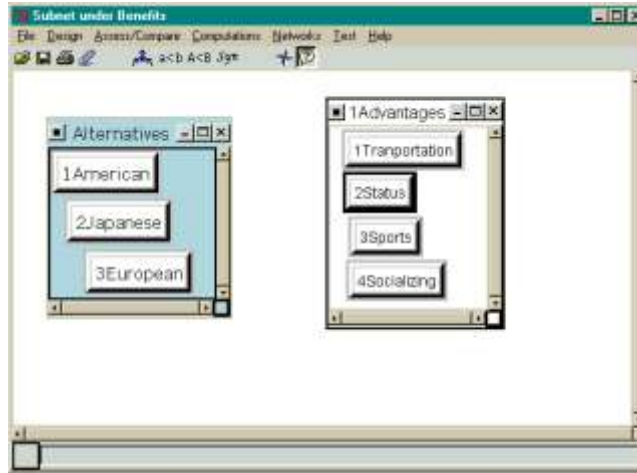 Subnet under Benefits
File Design Assess/Compare Computations Networks Test Help
a<b A<B
Alternatives
1American
2Japanese
3European
1Advantages
1Tranportation
2Status
3Sports
4Socializing